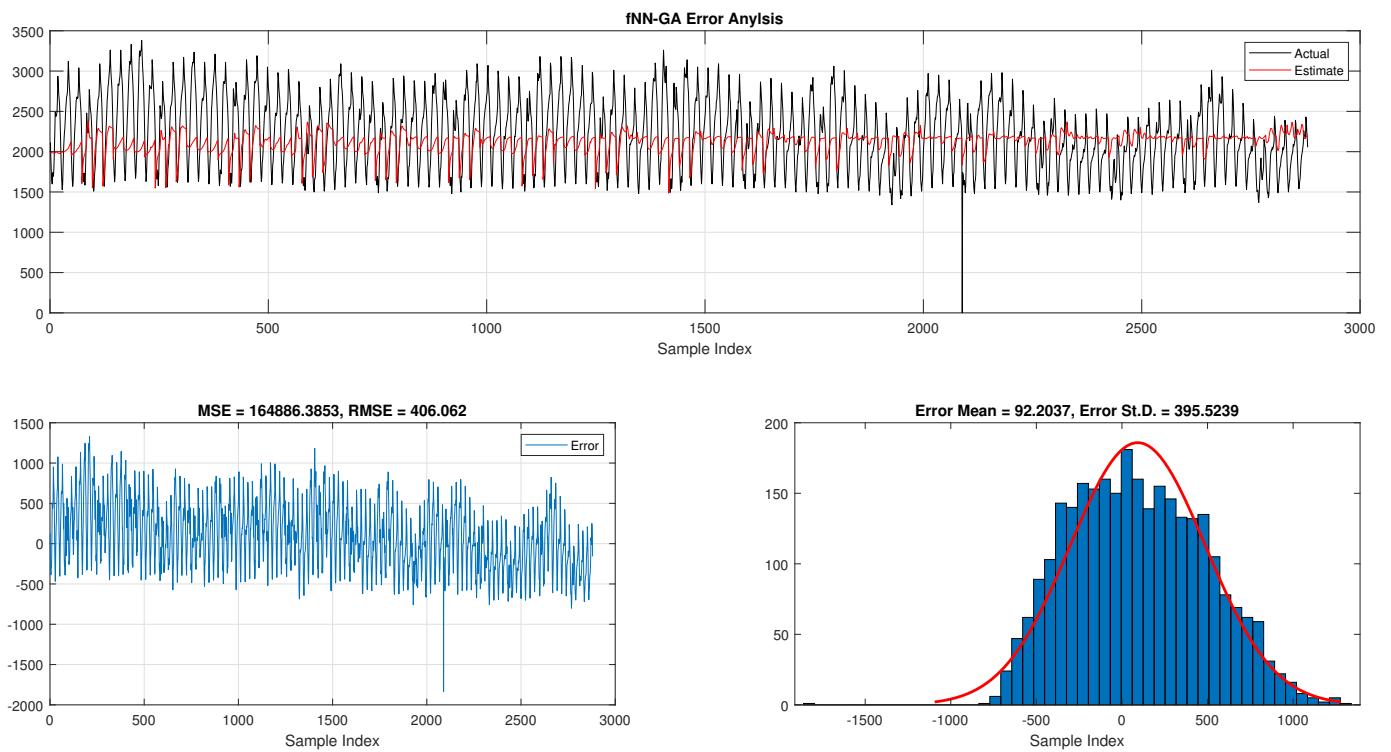 fNN-GA Error Anylsis
3500
3000
2500
2000
1500
1000
500
0
Actual
Estimate
0 500 1000 1500 2000 2500 3000
Sample Index
MSE = 164886.3853, RMSE = 406.062
1500
1000
500
0
-500
-1000
-1500
-2000
Error
0 500 1000 1500 2000 2500 3000
Sample Index
Error Mean = 92.2037, Error St.D. = 395.5239
200
150
100
50
0
-1500 -1000 -500 0 500 1000
Sample Index